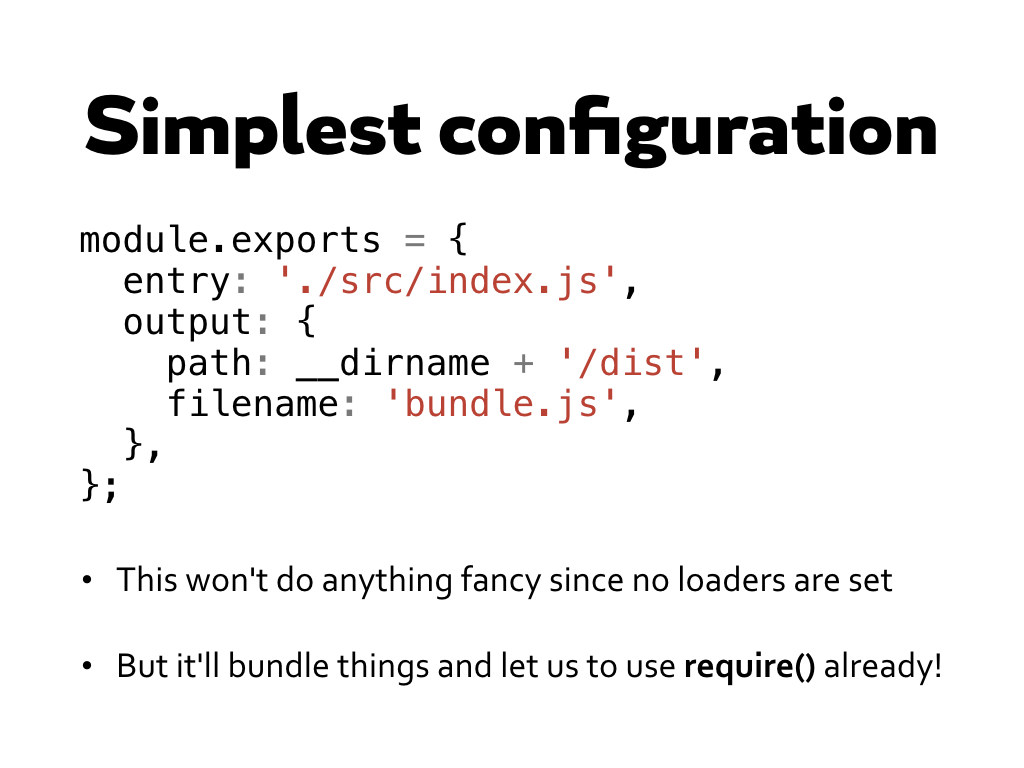 Simplest configuration
module.exports = {
  entry: './src/index.js',
  output: {
    path: __dirname + '/dist',
    filename: 'bundle.js',
  },
};
• This won't do anything fancy since no loaders are set
• But it'll bundle things and let us to use require() already!